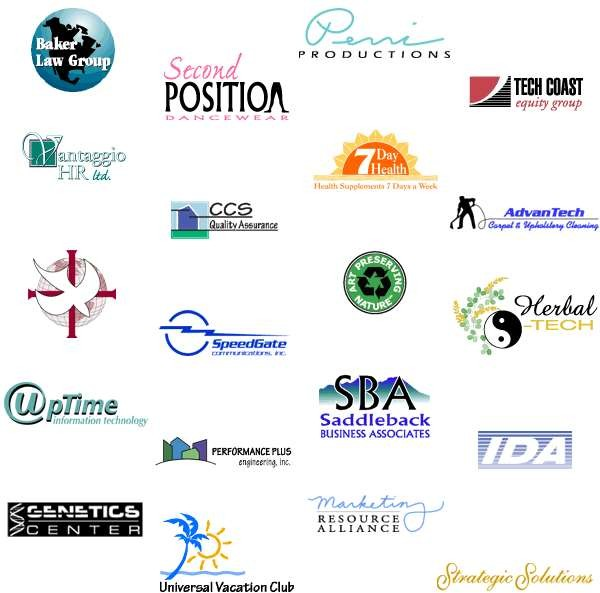 Baker
Law Group
Second
POSITION
DANCEWEAR
Perri
PRODUCTIONS
TECH COAST
equity group
Vantaggio
HR ltd.
7 Day
Health
Health Supplements 7 Days a Week
CCS
Quality Assurance
AdvanTech
Carpet & Upholstery Cleaning
ART PRESERVING
NATURE
Herbal
-TECH
SpeedGate
communications, inc.
@UpTime
information technology
SBA
Saddleback
BUSINESS ASSOCIATES
PERFORMANCE PLUS
engineering, inc.
IDA
GENETICS
CENTER
Marketing
RESOURCE
ALLIANCE
Universal Vacation Club
Strategic Solutions